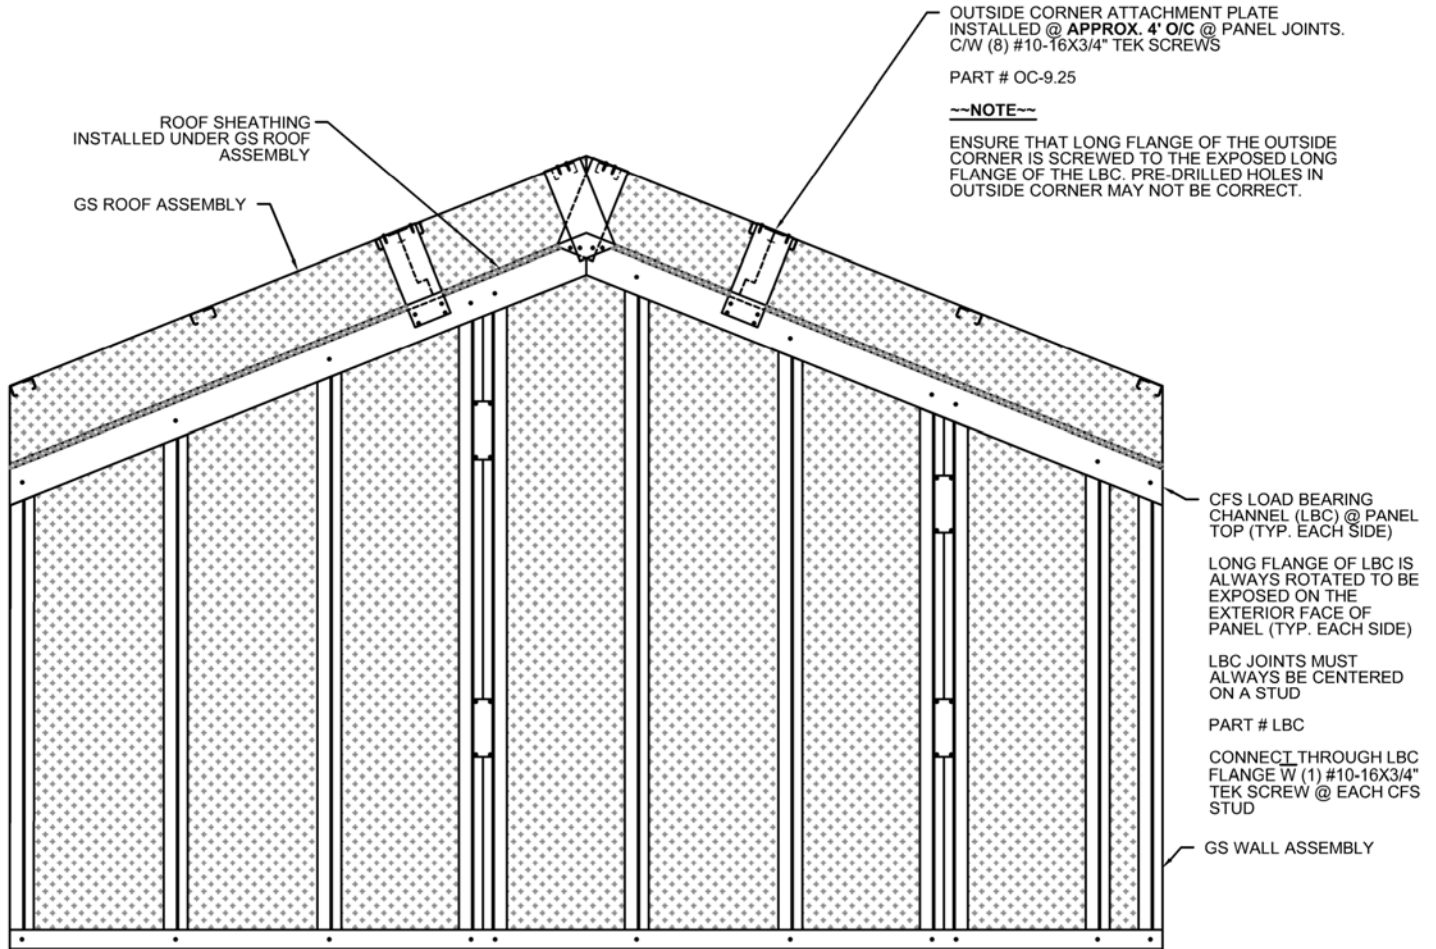 OUTSIDE CORNER ATTACHMENT PLATE
INSTALLED @ APPROX. 4' O/C @ PANEL JOINTS.
C/W (8) #10-16X3/4" TEK SCREWS
PART # OC-9.25
~~NOTE~~
ENSURE THAT LONG FLANGE OF THE OUTSIDE
CORNER IS SCREWED TO THE EXPOSED LONG
FLANGE OF THE LBC. PRE-DRILLED HOLES IN
OUTSIDE CORNER MAY NOT BE CORRECT.
ROOF SHEATHING
INSTALLED UNDER GS ROOF
ASSEMBLY
GS ROOF ASSEMBLY
CFS LOAD BEARING
CHANNEL (LBC) @ PANEL
TOP (TYP. EACH SIDE)
LONG FLANGE OF LBC IS
ALWAYS ROTATED TO BE
EXPOSED ON THE
EXTERIOR FACE OF
PANEL (TYP. EACH SIDE)
LBC JOINTS MUST
ALWAYS BE CENTERED
ON A STUD
PART # LBC
CONNECT THROUGH LBC
FLANGE W (1) #10-16X3/4"
TEK SCREW @ EACH CFS
STUD
GS WALL ASSEMBLY